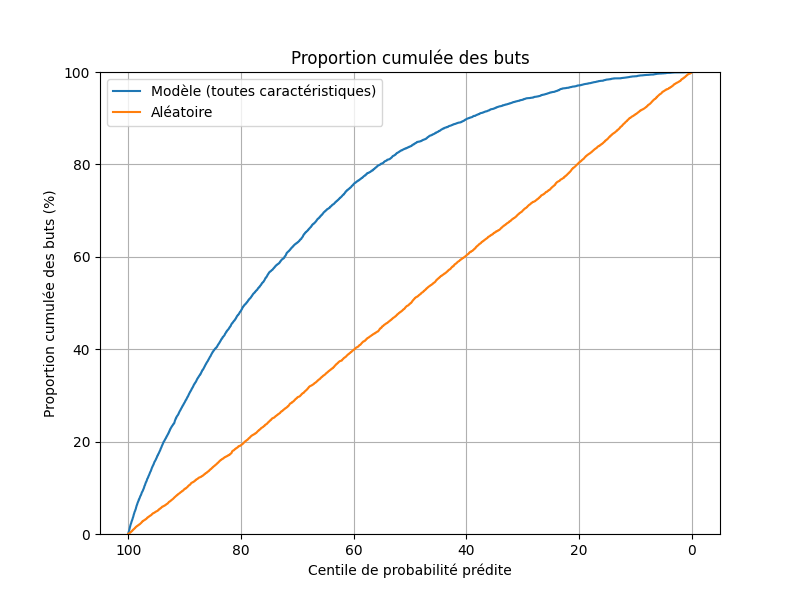 Proportion cumulée des buts
Modèle (toutes caractéristiques)
Aléatoire
Proportion cumulée des buts (%)
100
80
60
40
20
0
100 80 60 40 20 0
Centile de probabilité prédite